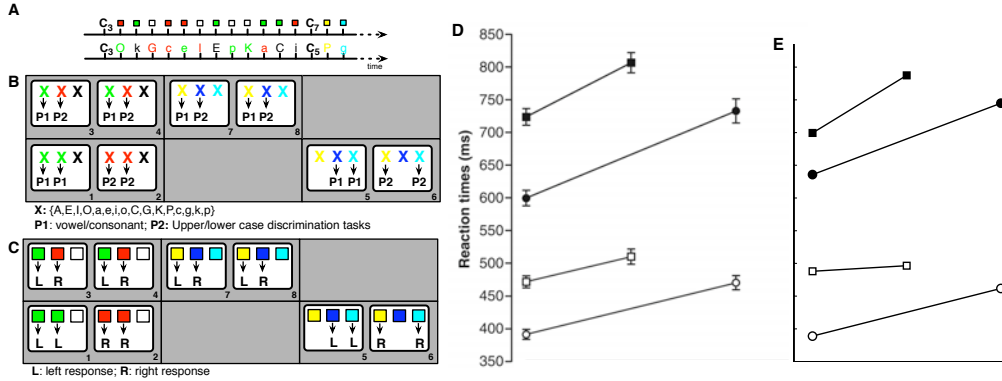 A
C3 C7
C3 O k G c e I E p K a C i C5 P g
time
B
X X X X X X X X X X X X
P1 P2 P1 P2 P1 P2 P1 P2
3 4 7 8
X X X X X X X X X X X X
P1 P1 P2 P2 P1 P1 P2 P2
1 2 5 6
X: {A,E,I,O,a,e,i,o,C,G,K,P,c,g,k,p}
P1: vowel/consonant; P2: Upper/lower case discrimination tasks
C
L R L R L R L R
3 4 7 8
L L R R L L R R
1 2 5 6
L: left response; R: right response
D
Reaction times (ms)
850
800
750
700
650
600
550
500
450
400
350
E